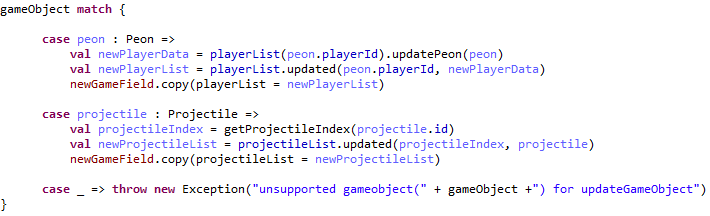 gameObject match {
case peon : Peon =>
val newPlayerData = playerList(peon.playerId).updatePeon(peon)
val newPlayerList = playerList.updated(peon.playerId, newPlayerData)
newGameField.copy(playerList = newPlayerList)
case projectile : Projectile =>
val projectileIndex = getProjectileIndex(projectile.id)
val newProjectileList = projectileList.updated(projectileIndex, projectile)
newGameField.copy(projectileList = newProjectileList)
case _ => throw new Exception("unsupported gameobject(" + gameObject +") for updateGameObject")
}